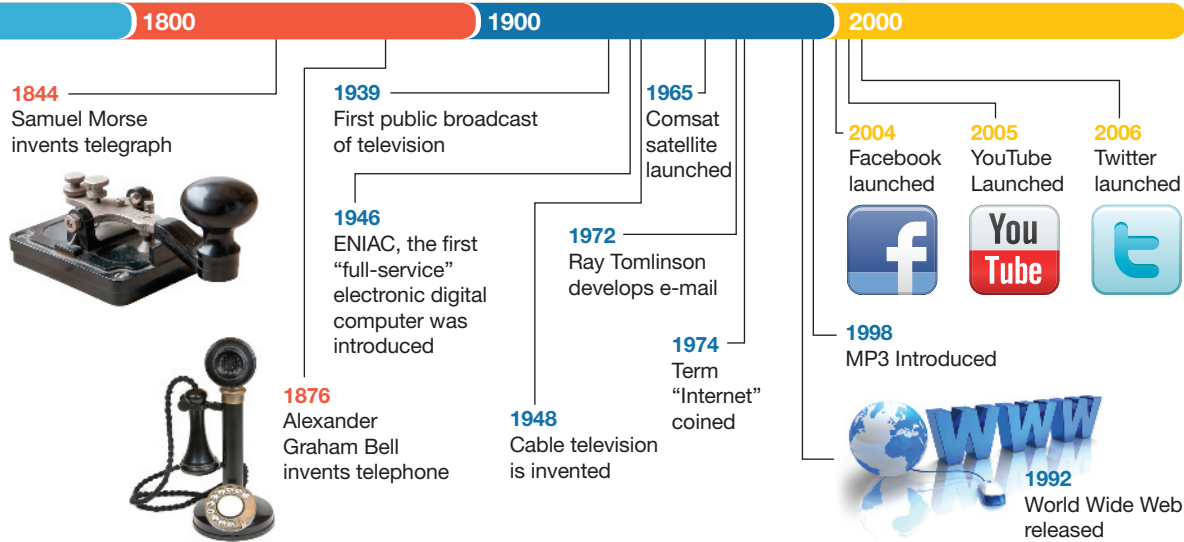 1800
1900
2000
1844
Samuel Morse
invents telegraph
1876
Alexander
Graham Bell
invents telephone
1939
First public broadcast
of television
1946
ENIAC, the first
“full-service”
electronic digital
computer was
introduced
1948
Cable television
is invented
1965
Comsat
satellite
launched
1972
Ray Tomlinson
develops e-mail
1974
Term
“Internet”
coined
1992
World Wide Web
released
WWW
1998
MP3 Introduced
2004
Facebook
launched
f
2005
YouTube
Launched
You
Tube
2006
Twitter
launched
t